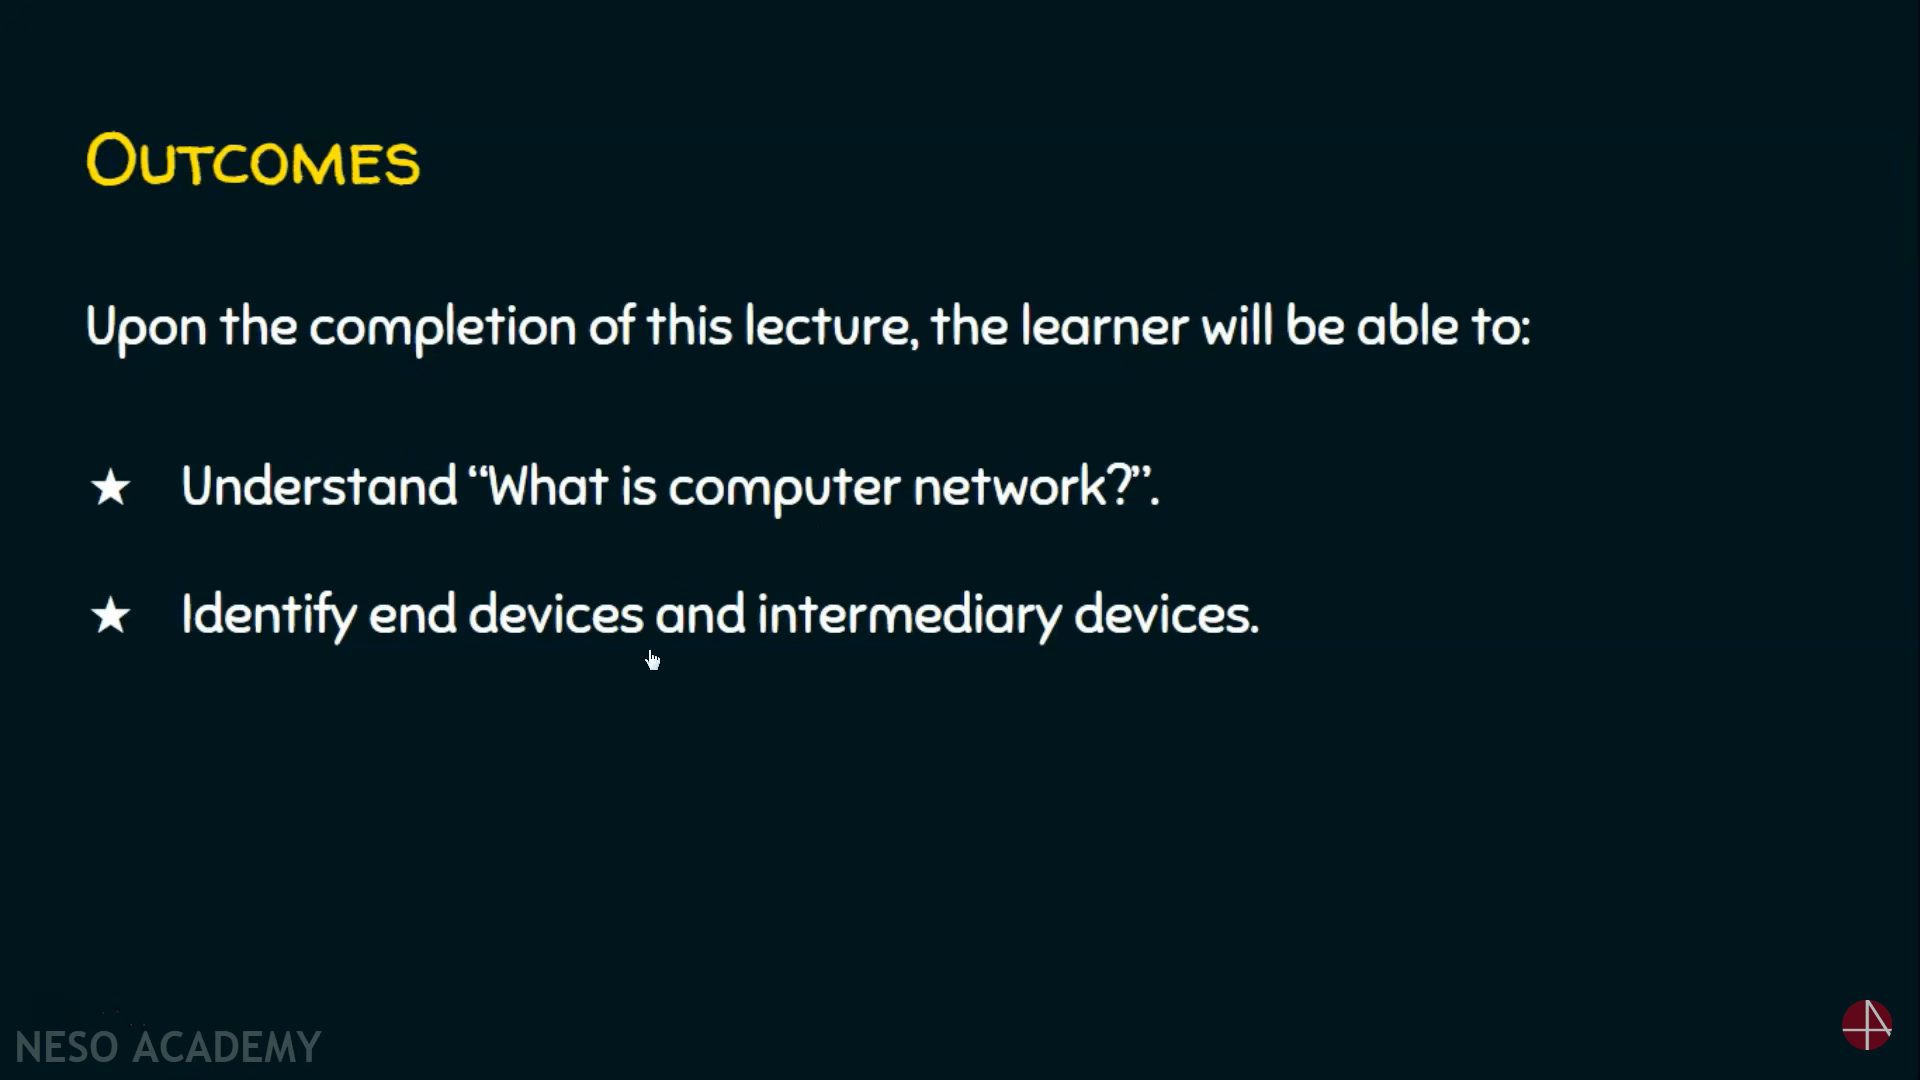 OUTCOMES
Upon the completion of this lecture, the learner will be able to:
★ Understand “What is computer network?”.
★ Identify end devices and intermediary devices.
NESO ACADEMY